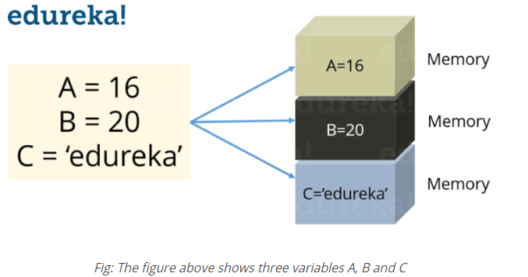 edureka!
A = 16
B = 20
C = ‘edureka’
A=16
Memory
B=20
Memory
C=‘edureka’
Memory
Fig: The figure above shows three variables A, B and C